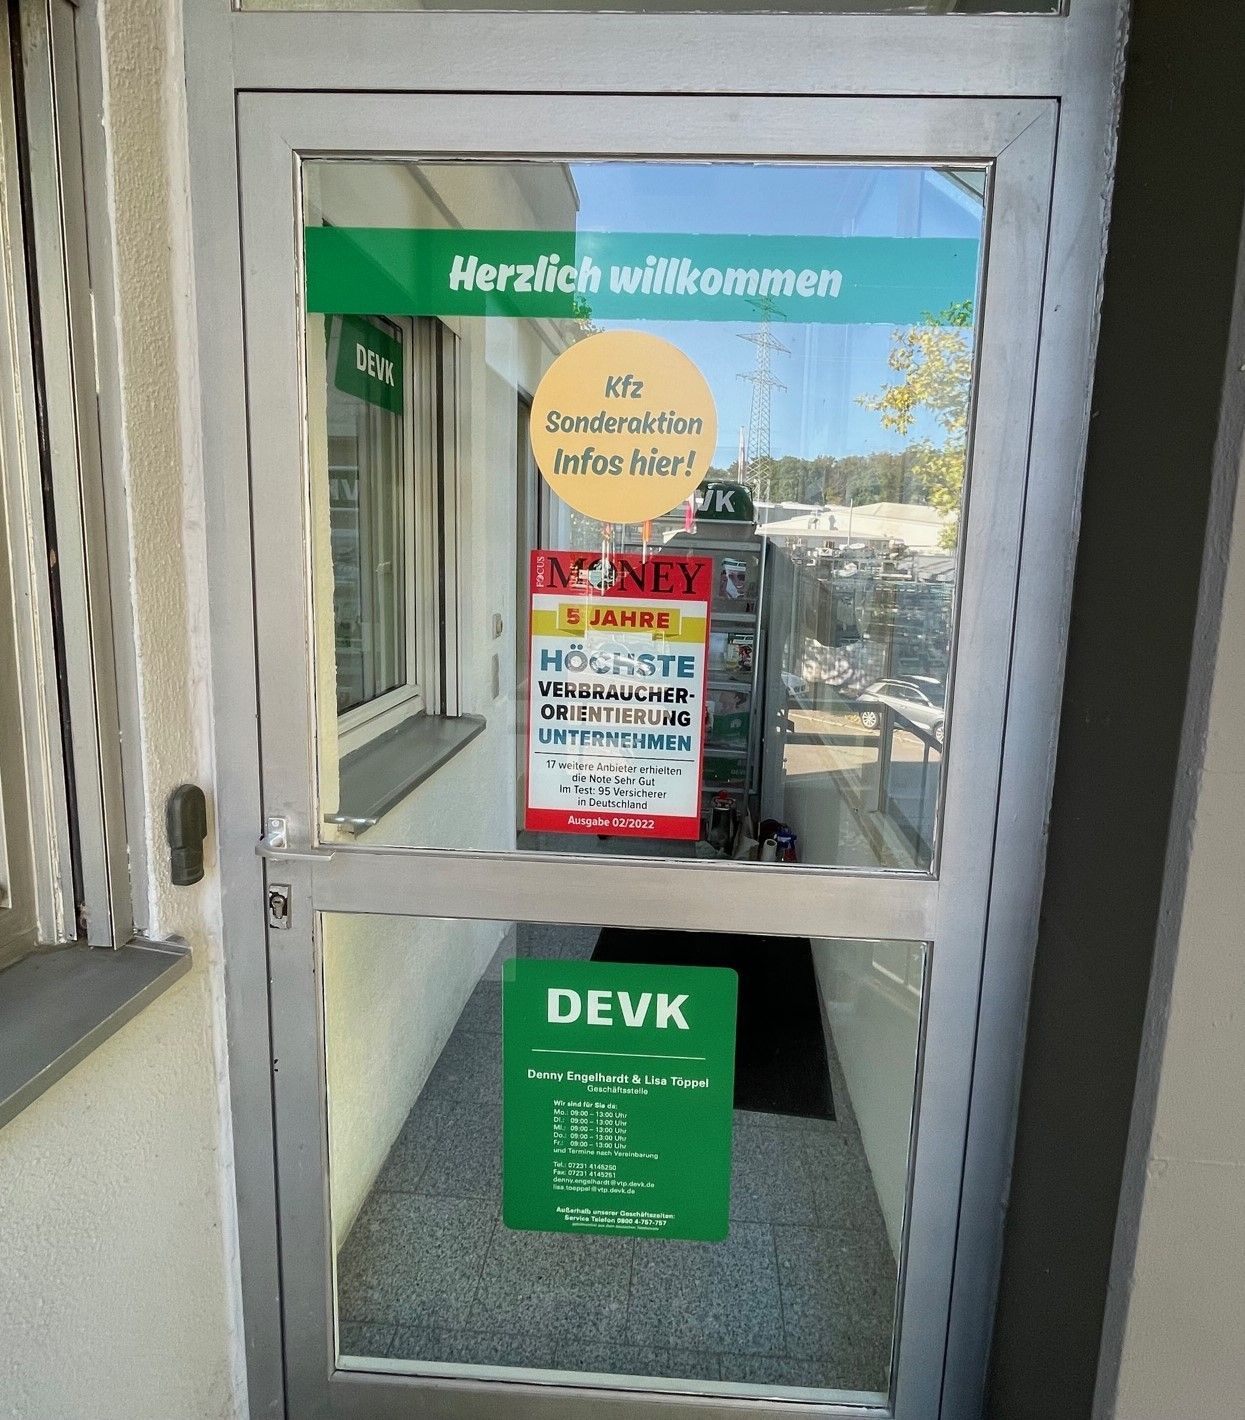 Herzlich willkommen
DEVK
Kfz
Sonderaktion
Infos hier!
VK
FOCUS
MONEY
5 JAHRE
HÖCHSTE
VERBRAUCHER-
ORIENTIERUNG
UNTERNEHMEN
17 weitere Anbieter erhielten
die Note Sehr Gut
Im Test: 95 Versicherer
in Deutschland
Ausgabe 02/2022
DEVK
Denny Engelhardt & Lisa Töppel
Geschäftsstelle
Wir sind für Sie da:
Mo.: 09:00 – 13:00 Uhr
Di.: 09:00 – 13:00 Uhr
Mi.: 09:00 – 13:00 Uhr
Do.: 09:00 – 13:00 Uhr
Fr.: 09:00 – 13:00 Uhr
und Termine nach Vereinbarung
Tel.: 07231 4145250
Fax: 07231 4145251
denny.engelhardt@vtp.devk.de
lisa.toeppel@vtp.devk.de
Außerhalb unserer Geschäftszeiten:
Service Telefon 0800 4-757-757